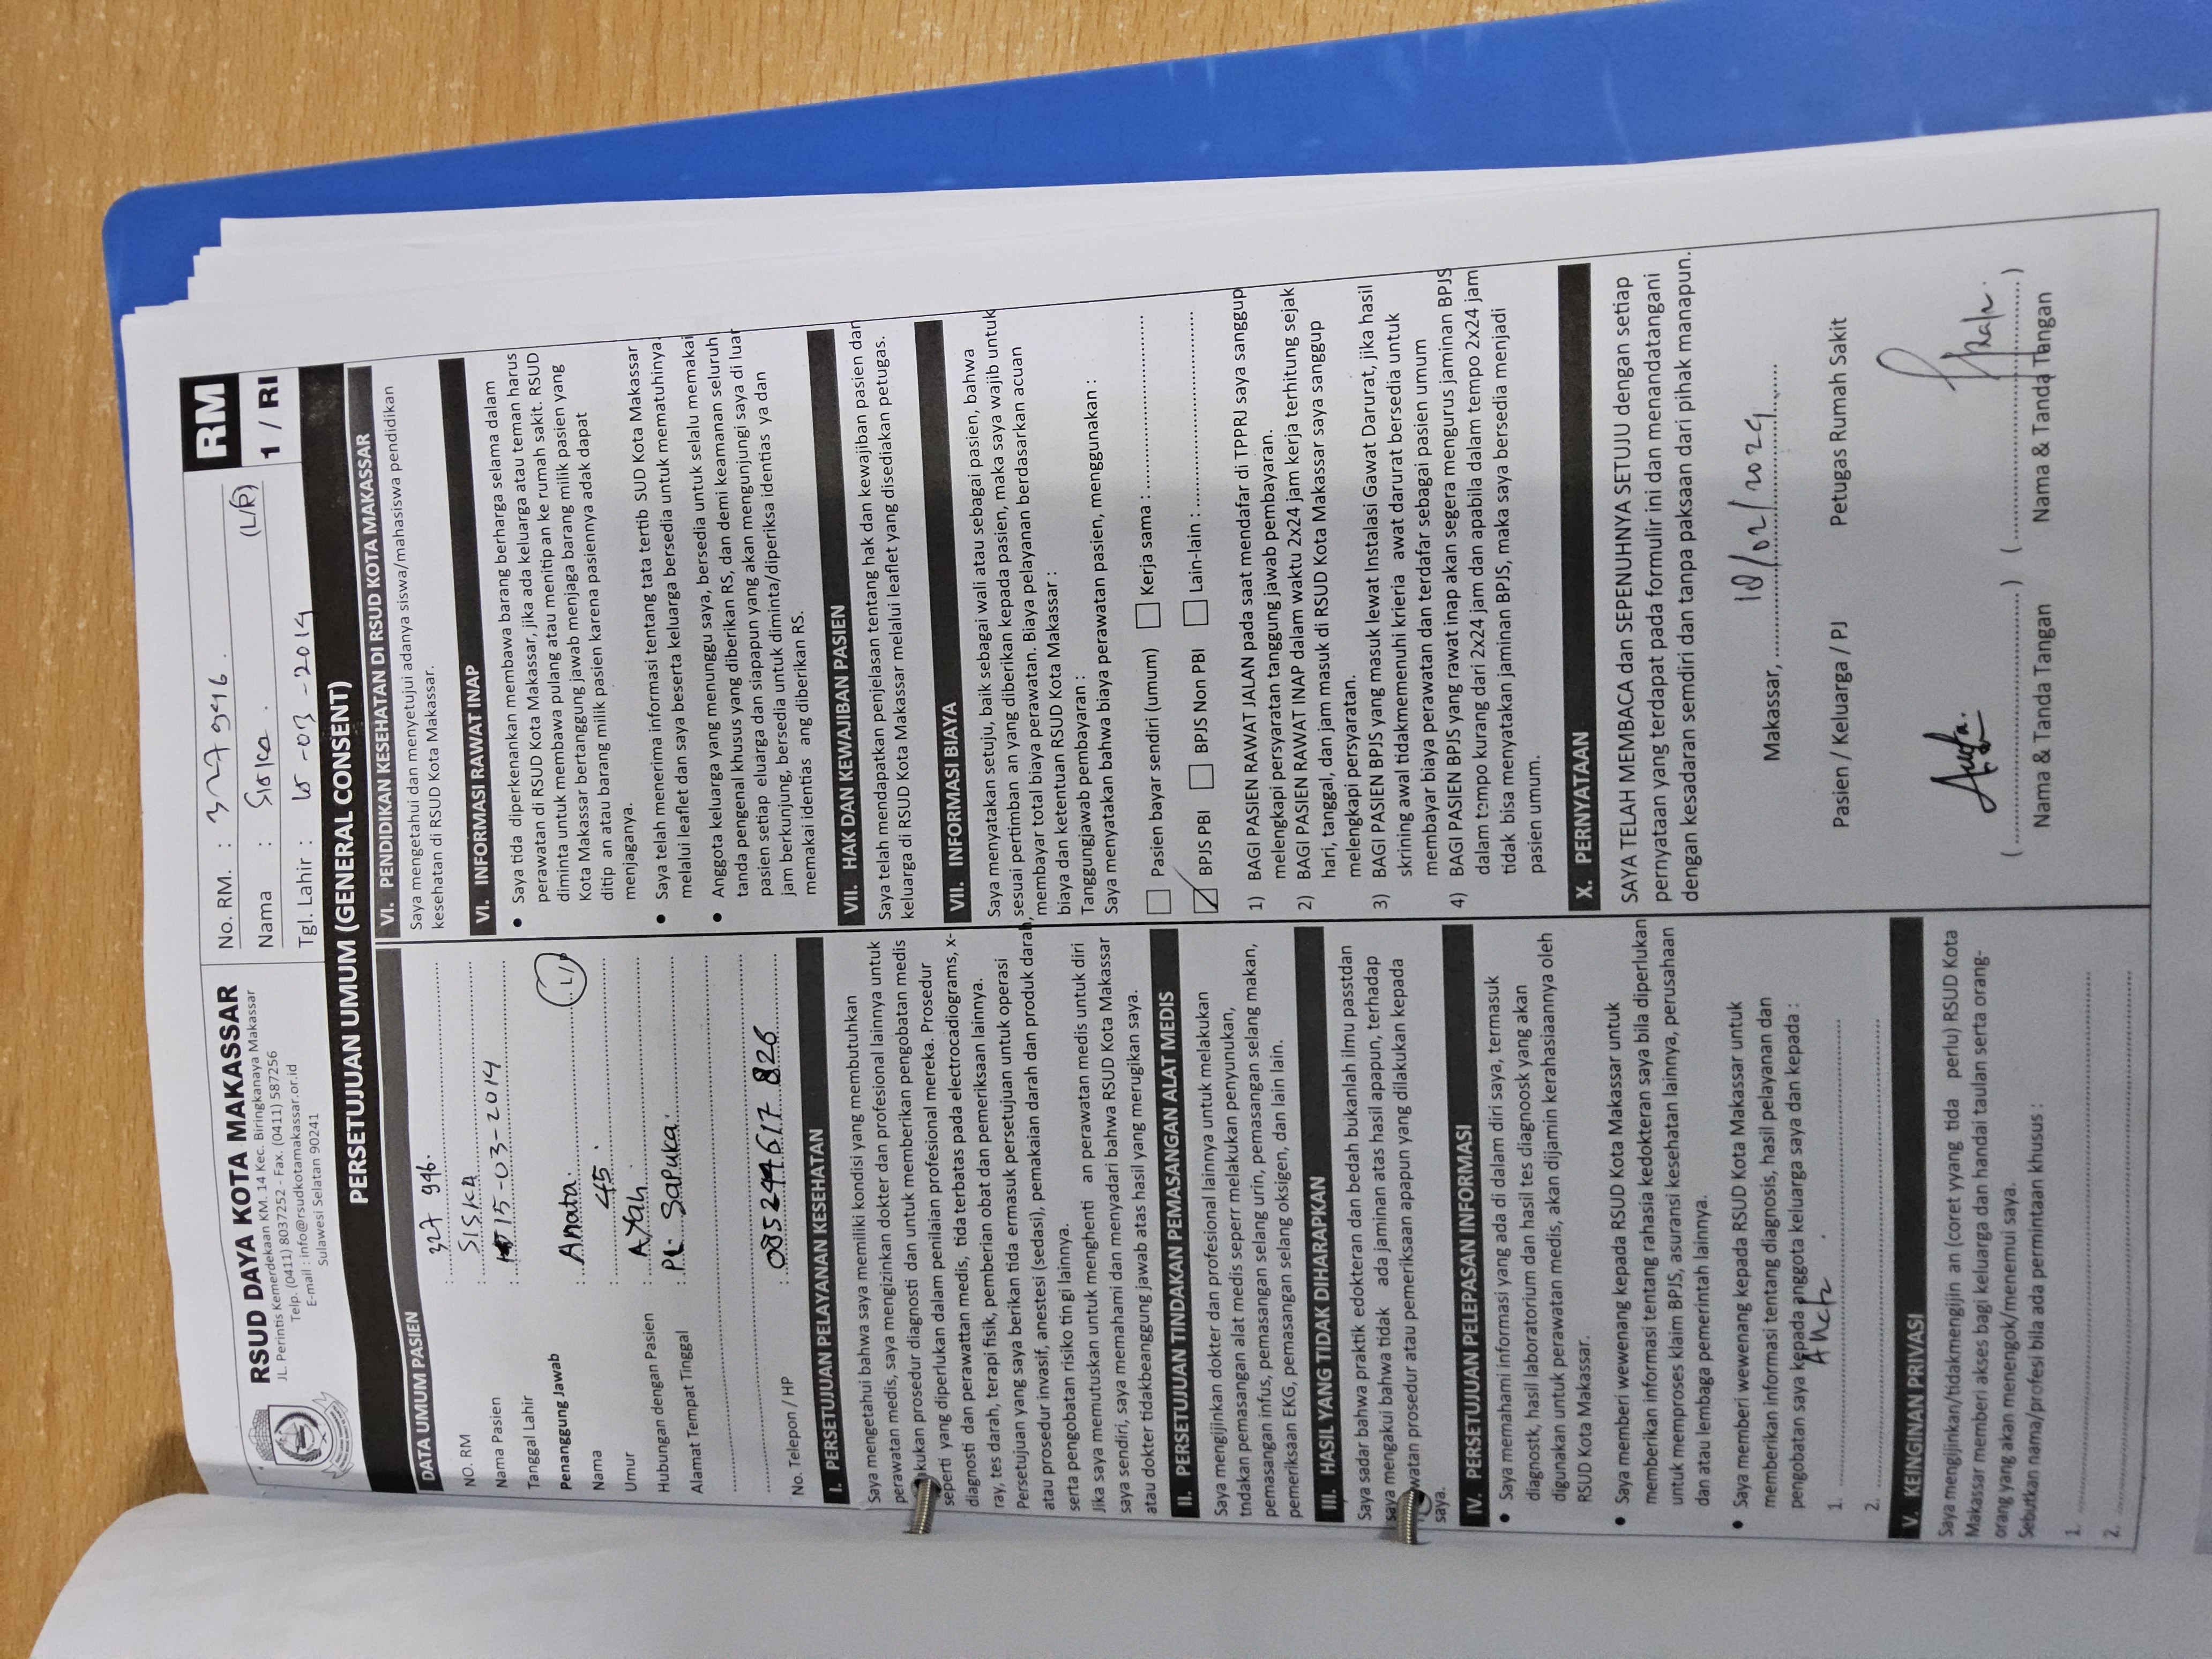 RSUD DAYA KOTA MAKASSAR
JL. Perintis Kemerdekaan KM. 14 Kec. Biringkanaya Makassar
Telp. (0411) 8037252 - Fax. (0411) 587256
E-mail : info@rsudkotamakassar.or.id
Sulawesi Selatan 90241
No. RM. : 327 946.
Nama : Siska. (L/P)
Tgl. Lahir : 15-03-2014
RM
1 / RI
PERSETUJUAN UMUM (GENERAL CONSENT)
DATA UMUM PASIEN
NO. RM : 327 946.
Nama Pasien : SISKA
Tanggal Lahir : 15-03-2014
Penanggung Jawab
Nama : Anata. L/P
Umur : 45
Hubungan dengan Pasien : AYah
Alamat Tempat Tinggal : PL. Sapuka.
No. Telepon / HP : 085244617 826
I. PERSETUJUAN PELAYANAN KESEHATAN
Saya mengetahui bahwa saya memiliki kondisi yang membutuhkan
perawatan medis, saya mengizinkan dokter dan profesional lainnya untuk
akukan prosedur diagnosti dan untuk memberikan pengobatan medis
seperti yang diperlukan dalam penilaian profesional mereka. Prosedur
diagnosti dan perawattan medis, tida terbatas pada electrocadiograms, x-
ray, tes darah, terapi fisik, pemberian obat dan pemeriksaan lainnya.
Persetujuan yang saya berikan tida ermasuk persetujuan untuk operasi
atau prosedur invasif, anestesi (sedasi), pemakaian darah dan produk darah,
serta pengobatan risiko tin gi lainnya.
Jika saya memutuskan untuk menghenti an perawatan medis untuk diri
saya sendiri, saya memahami dan menyadari bahwa RSUD Kota Makassar
atau dokter tidakbeanggung jawab atas hasil yang merugikan saya.
II. PERSETUJUAN TINDAKAN PEMASANGAN ALAT MEDIS
Saya mengijinkan dokter dan profesional lainnya untuk melakukan
tndakan pemasangan alat medis seperr melakukan penyunukan,
pemasangan infus, pemasangan selang urin, pemasangan selang makan,
pemeriksaan EKG, pemasangan selang oksigen, dan lain lain.
III. HASIL YANG TIDAK DIHARAPKAN
Saya sadar bahwa praktik edokteran dan bedah bukanlah ilmu passtdan
saya mengakui bahwa tidak ada jaminan atas hasil apapun, terhadap
watan prosedur atau pemeriksaan apapun yang dilakukan kepada
saya.
IV. PERSETUJUAN PELEPASAN INFORMASI
• Saya memahami informasi yang ada di dalam diri saya, termasuk
diagnostk, hasil laboratorium dan hasil tes diagnoosk yang akan
digunakan untuk perawatan medis, akan dijamin kerahasiaannya oleh
RSUD Kota Makassar.
• Saya memberi wewenang kepada RSUD Kota Makassar untuk
memberikan informasi tentang rahasia kedokteran saya bila diperlukan
untuk memproses klaim BPJS, asuransi kesehatan lainnya, perusahaan
dan atau lembaga pemerintah lainnya.
• Saya memberi wewenang kepada RSUD Kota Makassar untuk
memberikan informasi tentang diagnosis, hasil pelayanan dan
pengobatan saya kepada anggota keluarga saya dan kepada :
1.
2.
V. KEINGINAN PRIVASI
Saya mengijinkan/tidakmengijin an (coret yyang tida perlu) RSUD Kota
Makassar memberi akses bagi keluarga dan handai taulan serta orang-
orang yang akan menengok/menemui saya.
Sebutkan nama/profesi bila ada permintaan khusus :
1.
2.
VI. PENDIDIKAN KESEHATAN DI RSUD KOTA MAKASSAR
Saya mengetahui dan menyetujui adanya siswa/mahasiswa pendidikan
kesehatan di RSUD Kota Makassar.
VI. INFORMASI RAWAT INAP
• Saya tida diperkenankan membawa barang berharga selama dalam
perawatan di RSUD Kota Makassar, jika ada keluarga atau teman harus
diminta untuk membawa pulang atau menitip an ke rumah sakit. RSUD
Kota Makassar bertanggung jawab menjaga barang milik pasien yang
ditip an atau barang milik pasien karena pasiennya adak dapat
menjaganya.
• Saya telah menerima informasi tentang tata tertib SUD Kota Makassar
melalui leaflet dan saya beserta keluarga bersedia untuk mematuhinya.
• Anggota keluarga yang menunggu saya, bersedia untuk selalu memakai
tanda pengenal khusus yang diberikan RS, dan demi keamanan seluruh
pasien setiap eluarga dan siapapun yang akan mengunjungi saya di luar
jam berkunjung, bersedia untuk diminta/diperiksa identias ya dan
memakai identias ang diberikan RS.
VII. HAK DAN KEWAJIBAN PASIEN
Saya telah mendapatkan penjelasan tentang hak dan kewajiban pasien dan
keluarga di RSUD Kota Makassar melalui leaflet yang disediakan petugas.
VII. INFORMASI BIAYA
Saya menyatakan setuju, baik sebagai wali atau sebagai pasien, bahwa
sesuai pertimban an yang diberikan kepada pasien, maka saya wajib untuk
membayar total biaya perawatan. Biaya pelayanan berdasarkan acuan
biaya dan ketentuan RSUD Kota Makassar :
Tanggungjawab pembayaran :
Saya menyatakan bahwa biaya perawatan pasien, menggunakan :
Pasien bayar sendiri (umum) Kerja sama :
BPJS PBI BPJS Non PBI Lain-lain :
1) BAGI PASIEN RAWAT JALAN pada saat mendafar di TPPRJ saya sanggup
melengkapi persyaratan tanggung jawab pembayaran.
2) BAGI PASIEN RAWAT INAP dalam waktu 2x24 jam kerja terhitung sejak
hari, tanggal, dan jam masuk di RSUD Kota Makassar saya sanggup
melengkapi persyaratan.
3) BAGI PASIEN BPJS yang masuk lewat Instalasi Gawat Darurat, jika hasil
skrining awal tidakmemenuhi krieria awat darurat bersedia untuk
membayar biaya perawatan dan terdafar sebagai pasien umum
4) BAGI PASIEN BPJS yang rawat inap akan segera mengurus jaminan BPJS
dalam tempo kurang dari 2x24 jam dan apabila dalam tempo 2x24 jam
tidak bisa menyatakan jaminan BPJS, maka saya bersedia menjadi
pasien umum.
X. PERNYATAAN
SAYA TELAH MEMBACA dan SEPENUHNYA SETUJU dengan setiap
pernyataan yang terdapat pada formulir ini dan menandatangani
dengan kesadaran semdiri dan tanpa paksaan dari pihak manapun.
Makassar, 18/02/2024
Pasien / Keluarga / PJ Petugas Rumah Sakit
Nama & Tanda Tangan Nama & Tanda Tangan